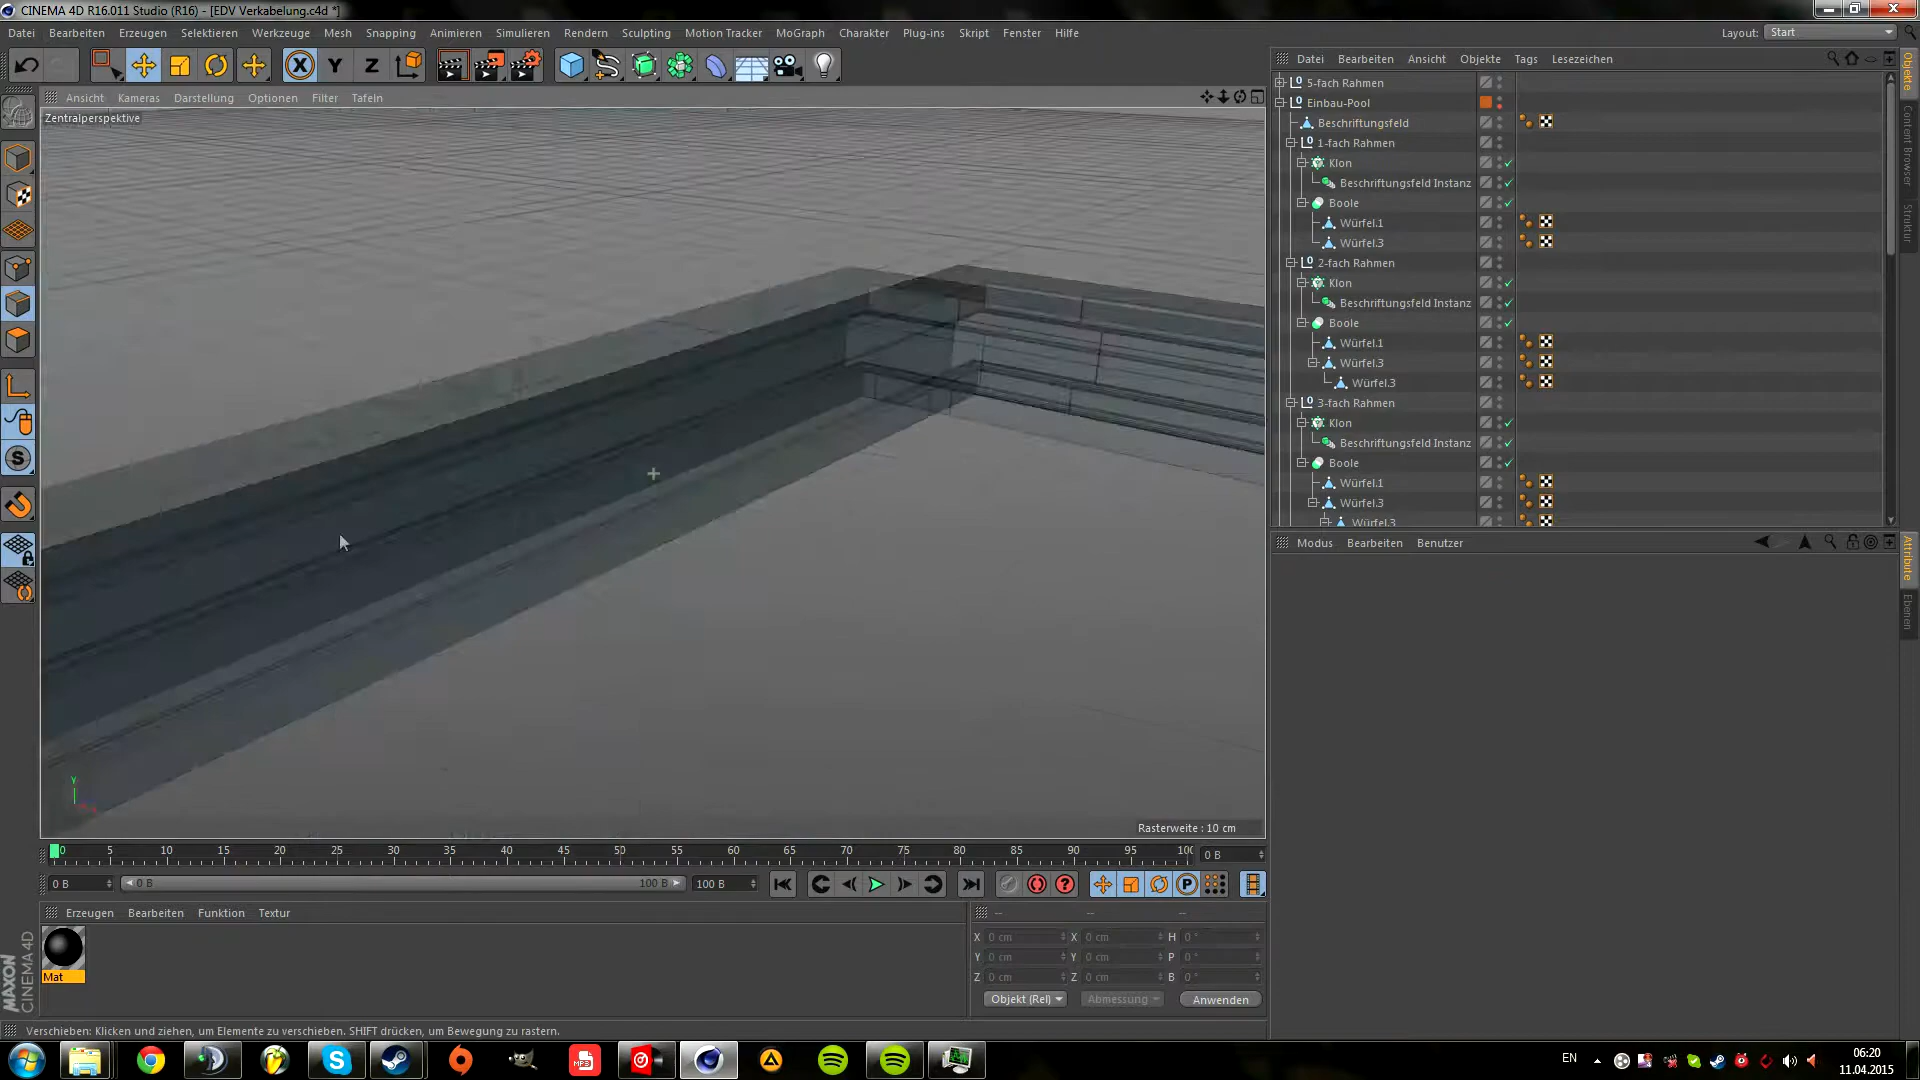 CINEMA 4D R16.011 Studio (R16) - [EDV Verkabelung.c4d *]
Datei Bearbeiten Erzeugen Selektieren Werkzeuge Mesh Snapping Animieren Simulieren Rendern Sculpting Motion Tracker MoGraph Charakter Plug-ins Skript Fenster Hilfe Layout: Start
X Y Z
Datei Bearbeiten Ansicht Objekte Tags Lesezeichen
Ansicht Kameras Darstellung Optionen Filter Tafeln
Zentralperspektive
5-fach Rahmen
Einbau-Pool
Beschriftungsfeld
1-fach Rahmen
Klon
Beschriftungsfeld Instanz
Boole
Würfel.1
Würfel.3
2-fach Rahmen
Klon
Beschriftungsfeld Instanz
Boole
Würfel.1
Würfel.3
Würfel.3
3-fach Rahmen
Klon
Beschriftungsfeld Instanz
Boole
Würfel.1
Würfel.3
Würfel.3
Objekte
Content Browser
Struktur
Modus Bearbeiten Benutzer
Attribute
Ebenen
Y
Rasterweite : 10 cm
0 5 10 15 20 25 30 35 40 45 50 55 60 65 70 75 80 85 90 95 100 0 B
0 B 0 B 100 B 100 B
Erzeugen Bearbeiten Funktion Textur
-- -- --
X 0 cm X 0 cm H 0 °
Y 0 cm Y 0 cm P 0 °
Z 0 cm Z 0 cm B 0 °
Objekt (Rel) Abmessung Anwenden
Mat
MAXON
CINEMA 4D
Verschieben: Klicken und ziehen, um Elemente zu verschieben. SHIFT drücken, um Bewegung zu rastern.
MP3
EN
06:20
11.04.2015